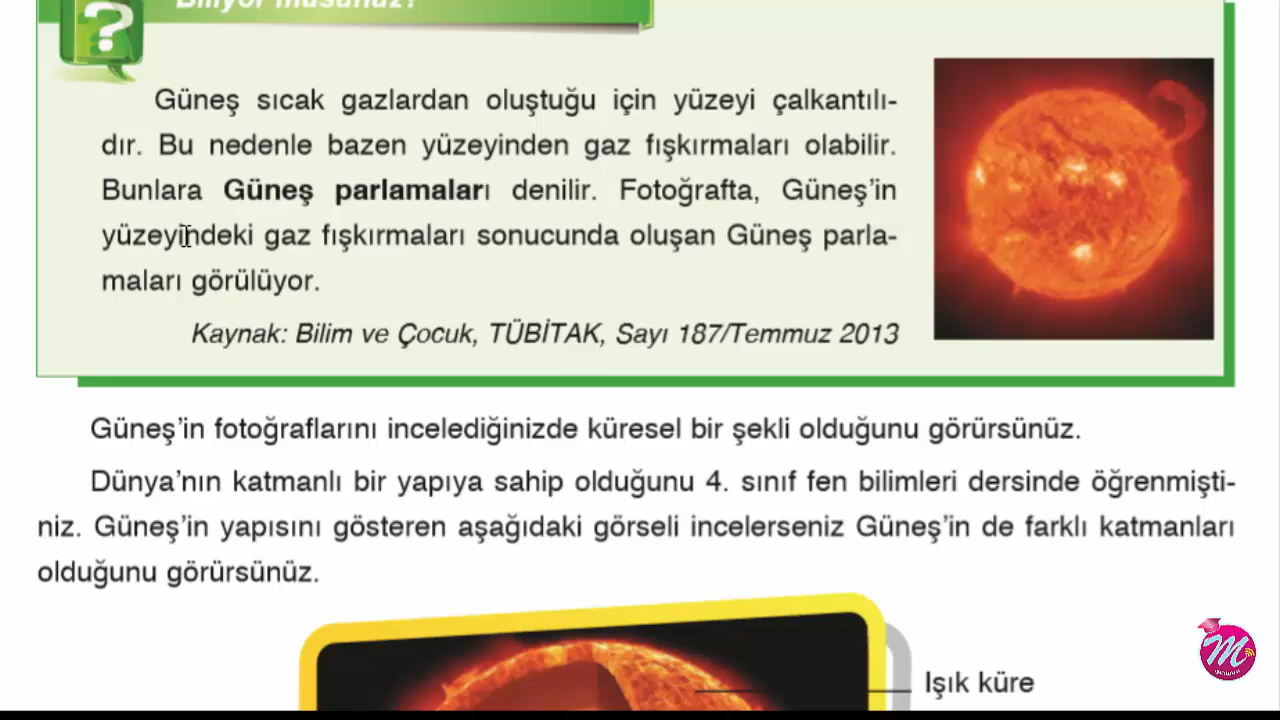 Biliyor musunuz?
Güneş sıcak gazlardan oluştuğu için yüzeyi çalkantılı-
dır. Bu nedenle bazen yüzeyinden gaz fışkırmaları olabilir.
Bunlara Güneş parlamaları denilir. Fotoğrafta, Güneş’in
yüzeyindeki gaz fışkırmaları sonucunda oluşan Güneş parla-
maları görülüyor.
Kaynak: Bilim ve Çocuk, TÜBİTAK, Sayı 187/Temmuz 2013
Güneş’in fotoğraflarını incelediğinizde küresel bir şekli olduğunu görürsünüz.
Dünya’nın katmanlı bir yapıya sahip olduğunu 4. sınıf fen bilimleri dersinde öğrenmişti-
niz. Güneş’in yapısını gösteren aşağıdaki görseli incelerseniz Güneş’in de farklı katmanları
olduğunu görürsünüz.
Işık küre